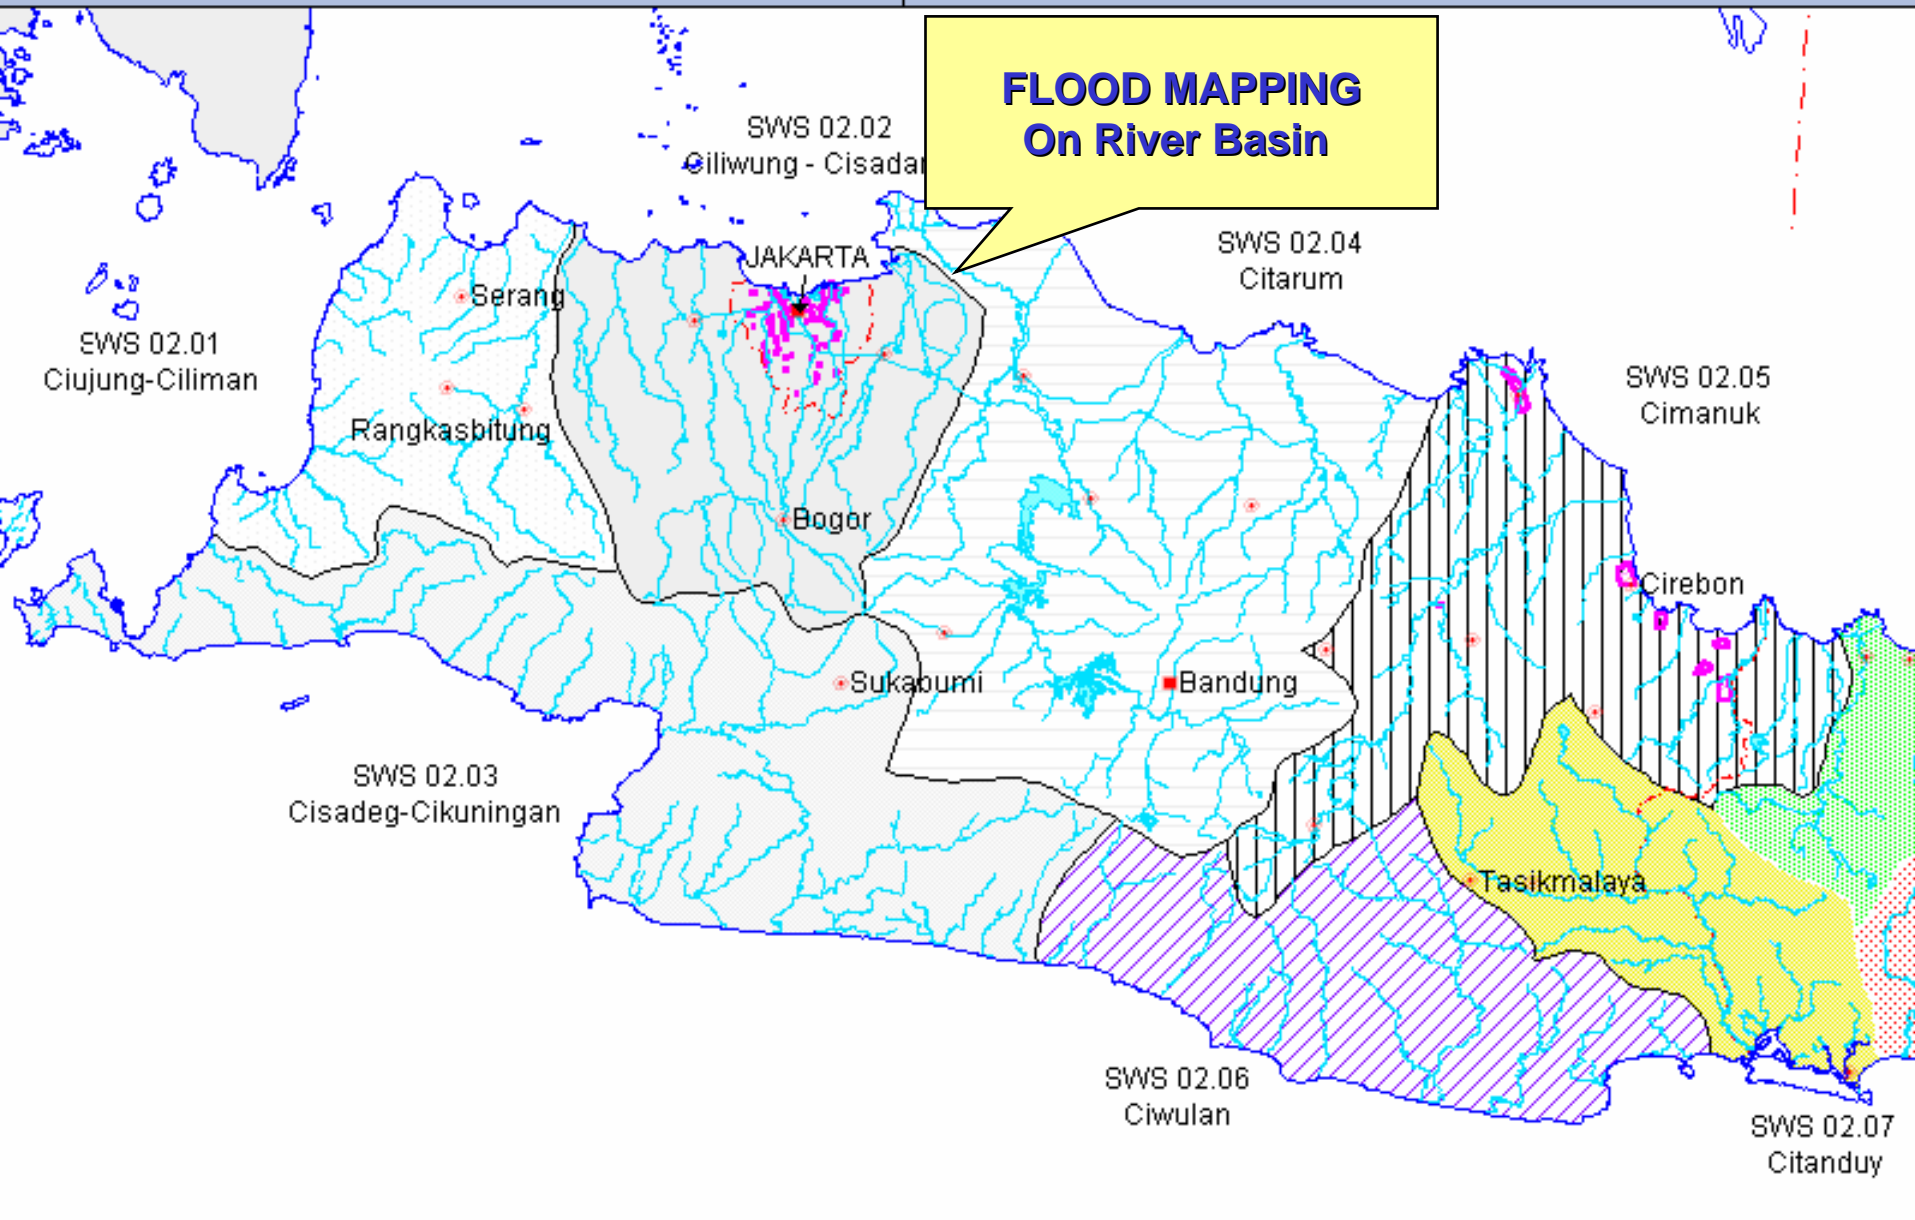 FLOOD MAPPING
On River Basin
SWS 02.02
Ciliwung - Cisadan
JAKARTA
SWS 02.04
Citarum
Serang
SWS 02.01
Ciujung-Ciliman
SWS 02.05
Cimanuk
Rangkasbitung
Bogor
Cirebon
Sukabumi
Bandung
SWS 02.03
Cisadeg-Cikuningan
Tasikmalaya
SWS 02.06
Ciwulan
SWS 02.07
Citanduy